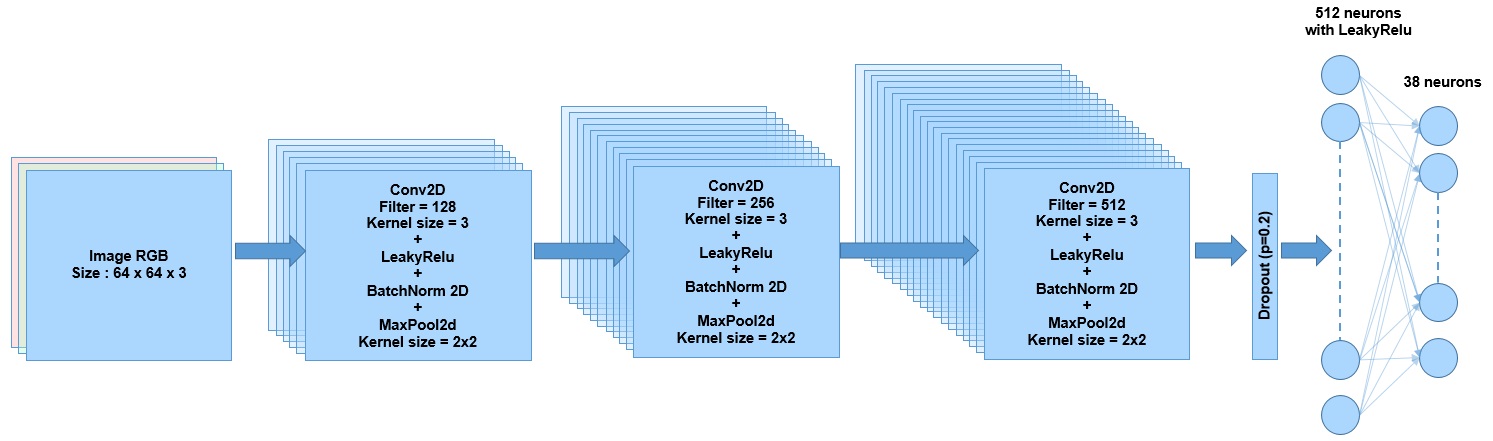 Image RGB
Size : 64 x 64 x 3
Conv2D
Filter = 128
Kernel size = 3
+
LeakyRelu
+
BatchNorm 2D
+
MaxPool2d
Kernel size = 2x2
Conv2D
Filter = 256
Kernel size = 3
+
LeakyRelu
+
BatchNorm 2D
+
MaxPool2d
Kernel size = 2x2
Conv2D
Filter = 512
Kernel size = 3
+
LeakyRelu
+
BatchNorm 2D
+
MaxPool2d
Kernel size = 2x2
Dropout (p=0.2)
512 neurons
with LeakyRelu
38 neurons